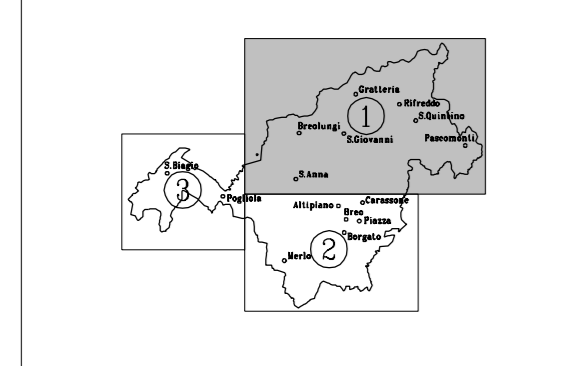 Gratteria
Rifreddo
1
S.Quintino
Breolungi
S.Giovanni
Pascomonti
S.Biagio
S.Anna
3
Pogliola
Carassone
Altipiano
Breo
Piazza
Borgato
2
Merlo